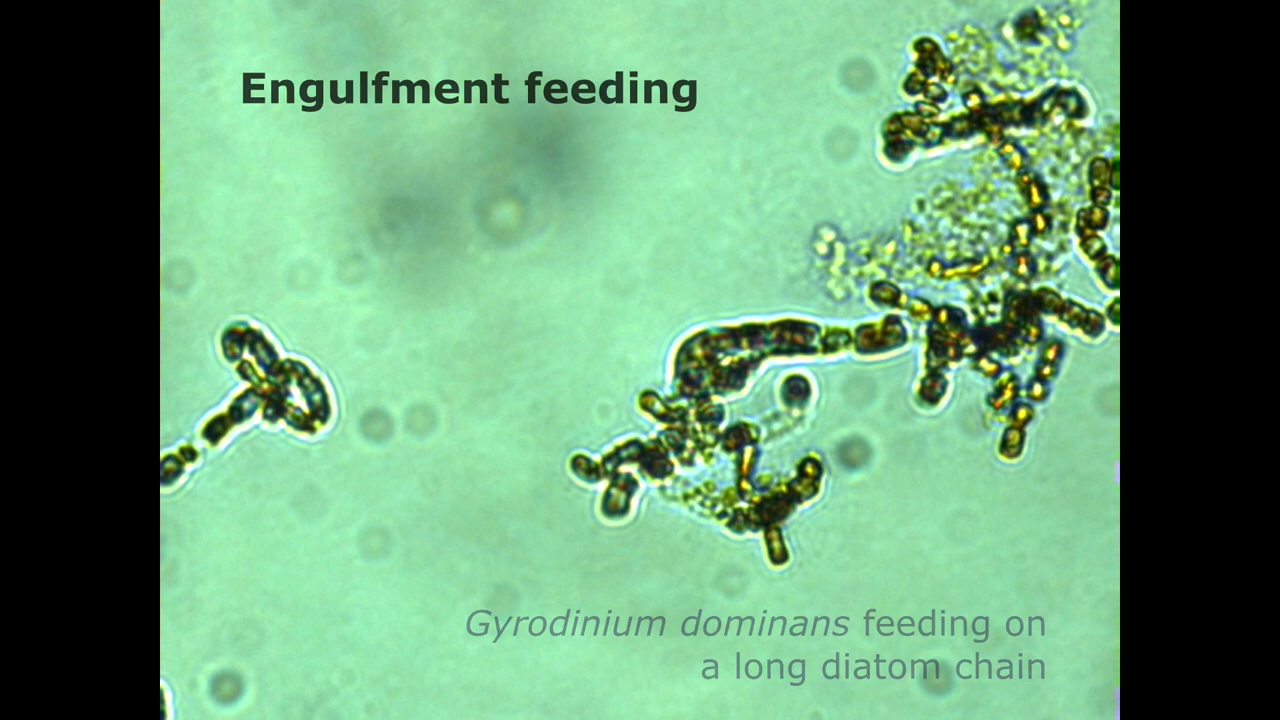 Engulfment feeding
Gyrodinium dominans feeding on
a long diatom chain